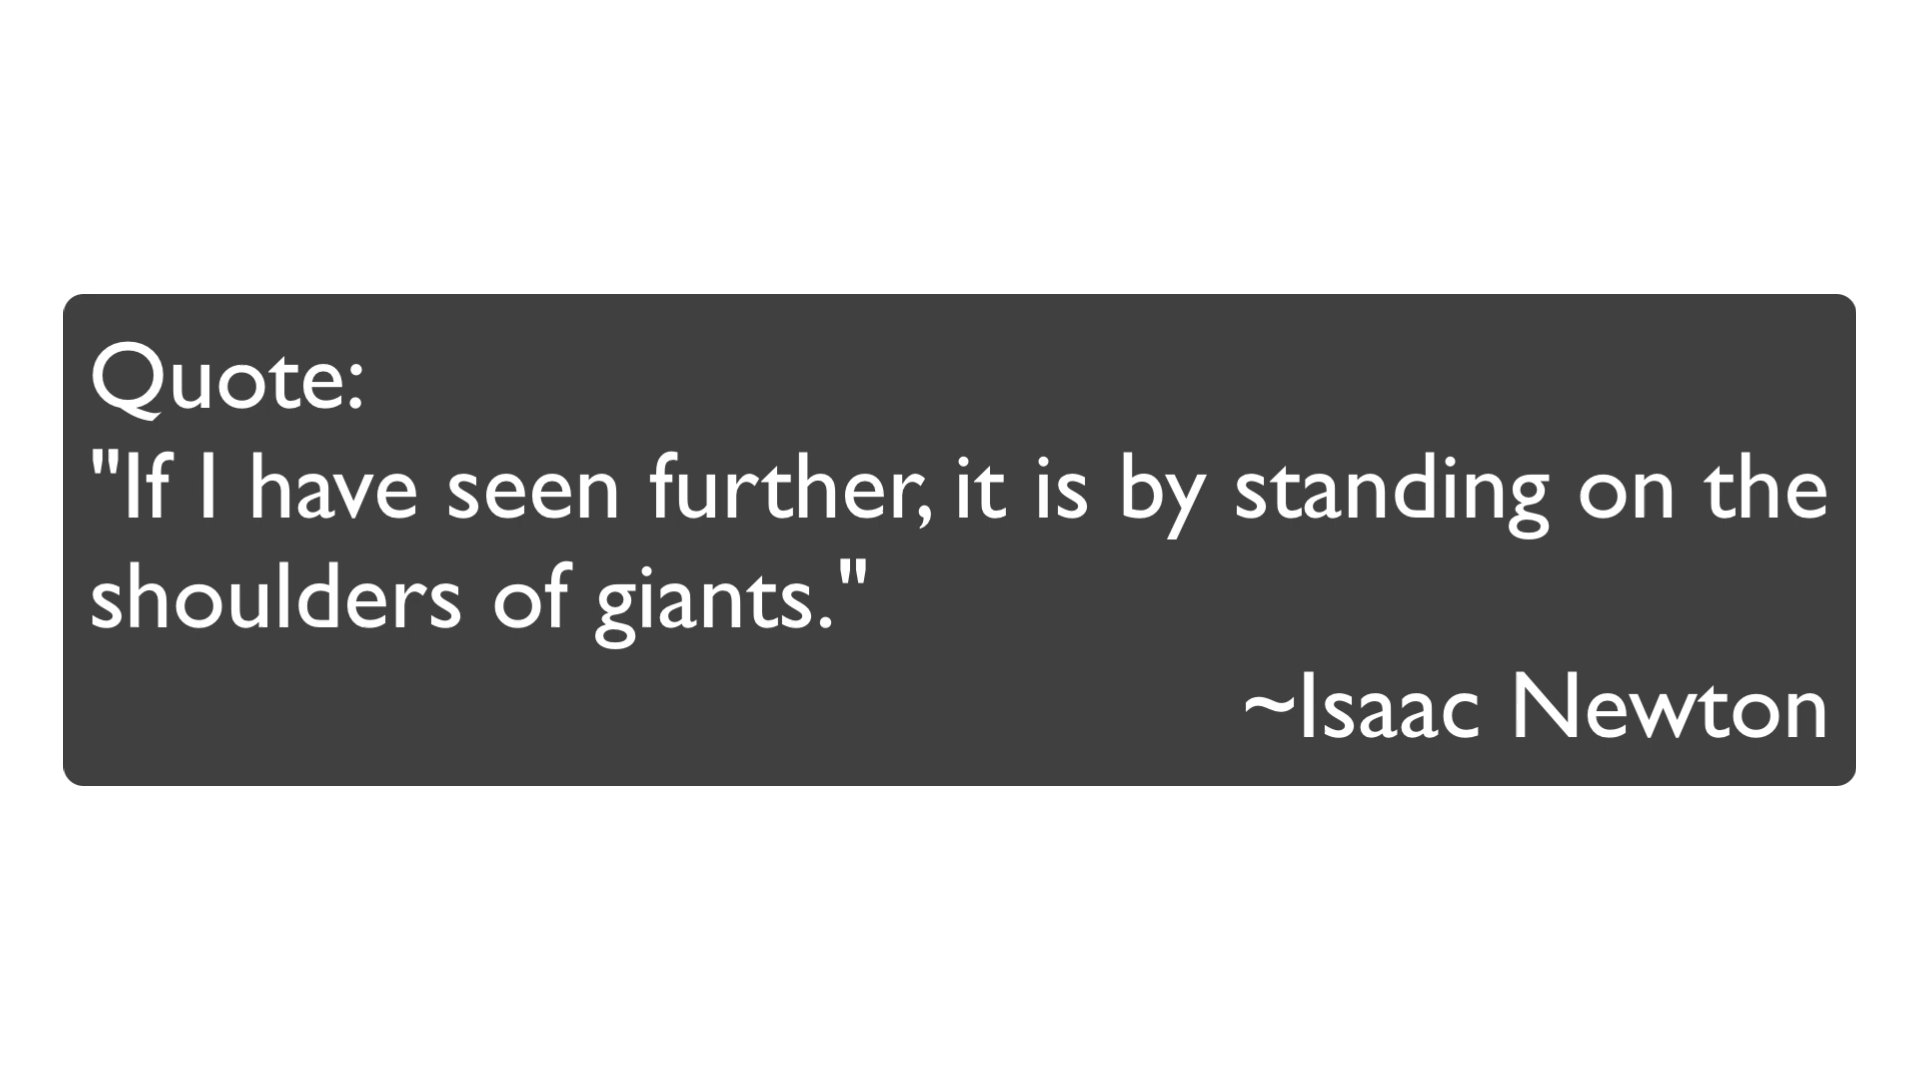 Quote:
"If I have seen further, it is by standing on the
shoulders of giants."
~Isaac Newton